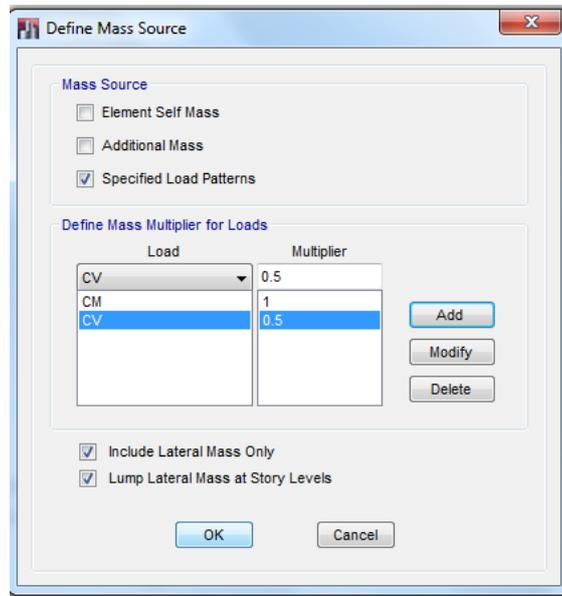 Define Mass Source
Mass Source
Element Self Mass
Additional Mass
Specified Load Patterns
Define Mass Multiplier for Loads
Load Multiplier
CV 0.5
CM 1
CV 0.5
Add
Modify
Delete
Include Lateral Mass Only
Lump Lateral Mass at Story Levels
OK Cancel